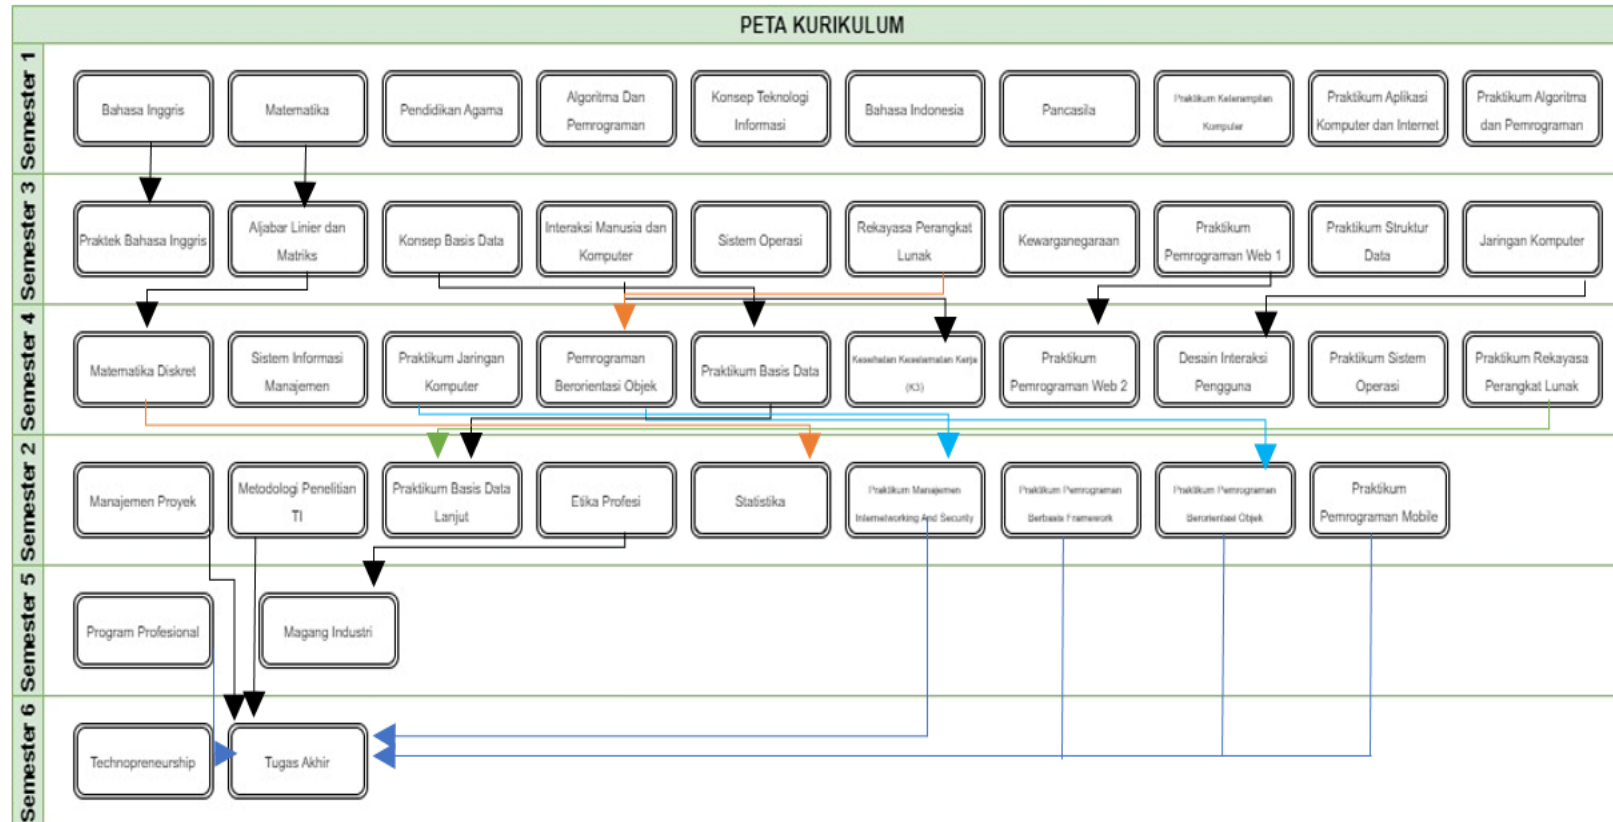 PETA KURIKULUM
Semester 1
Bahasa Inggris
Matematika
Pendidikan Agama
Algoritma Dan
Pemrograman
Konsep Teknologi
Informasi
Bahasa Indonesia
Pancasila
Praktikum Keterampilan
Komputer
Praktikum Aplikasi
Komputer dan Internet
Praktikum Algoritma
dan Pemrograman
Semester 3
Praktek Bahasa Inggris
Aljabar Linier dan
Matriks
Konsep Basis Data
Interaksi Manusia dan
Komputer
Sistem Operasi
Rekayasa Perangkat
Lunak
Kewarganegaraan
Praktikum
Pemrograman Web 1
Praktikum Struktur
Data
Jaringan Komputer
Semester 4
Matematika Diskret
Sistem Informasi
Manajemen
Praktikum Jaringan
Komputer
Pemrograman
Berorientasi Objek
Praktikum Basis Data
Kesehatan Keselamatan Kerja
(K3)
Praktikum
Pemrograman Web 2
Desain Interaksi
Pengguna
Praktikum Sistem
Operasi
Praktikum Rekayasa
Perangkat Lunak
Semester 2
Manajemen Proyek
Metodologi Penelitian
TI
Praktikum Basis Data
Lanjut
Etika Profesi
Statistika
Praktikum Manajemen
Internetworking And Security
Praktikum Pemrograman
Berbasis Framework
Praktikum Pemrograman
Berorientasi Objek
Praktikum
Pemrograman Mobile
Semester 5
Program Profesional
Magang Industri
Semester 6
Technopreneurship
Tugas Akhir